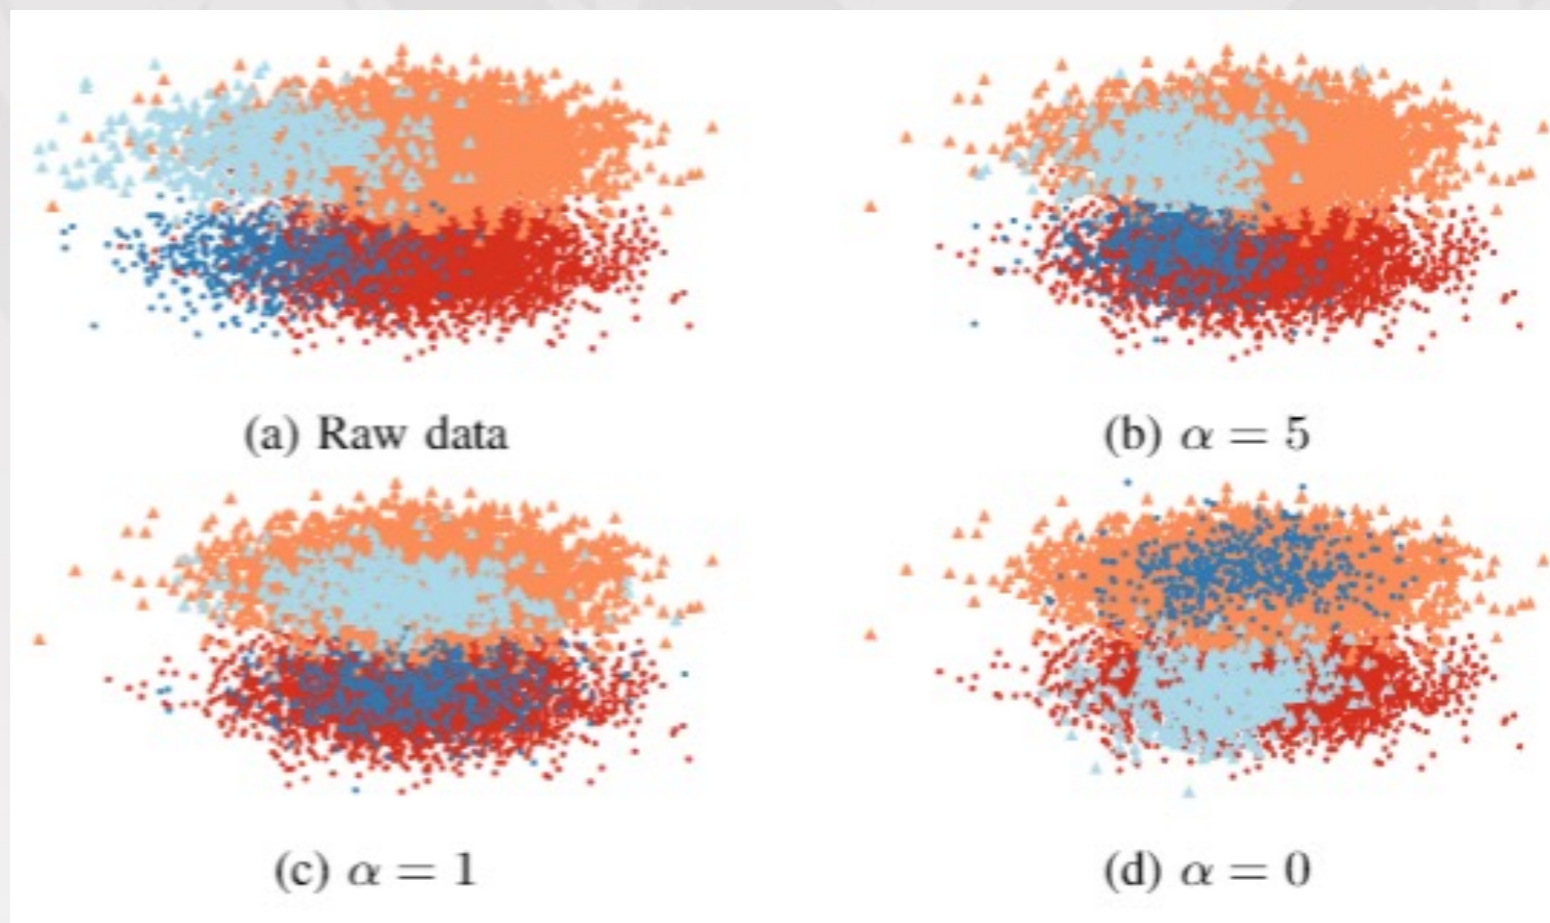 (a) Raw data
(b) α = 5
(c) α = 1
(d) α = 0